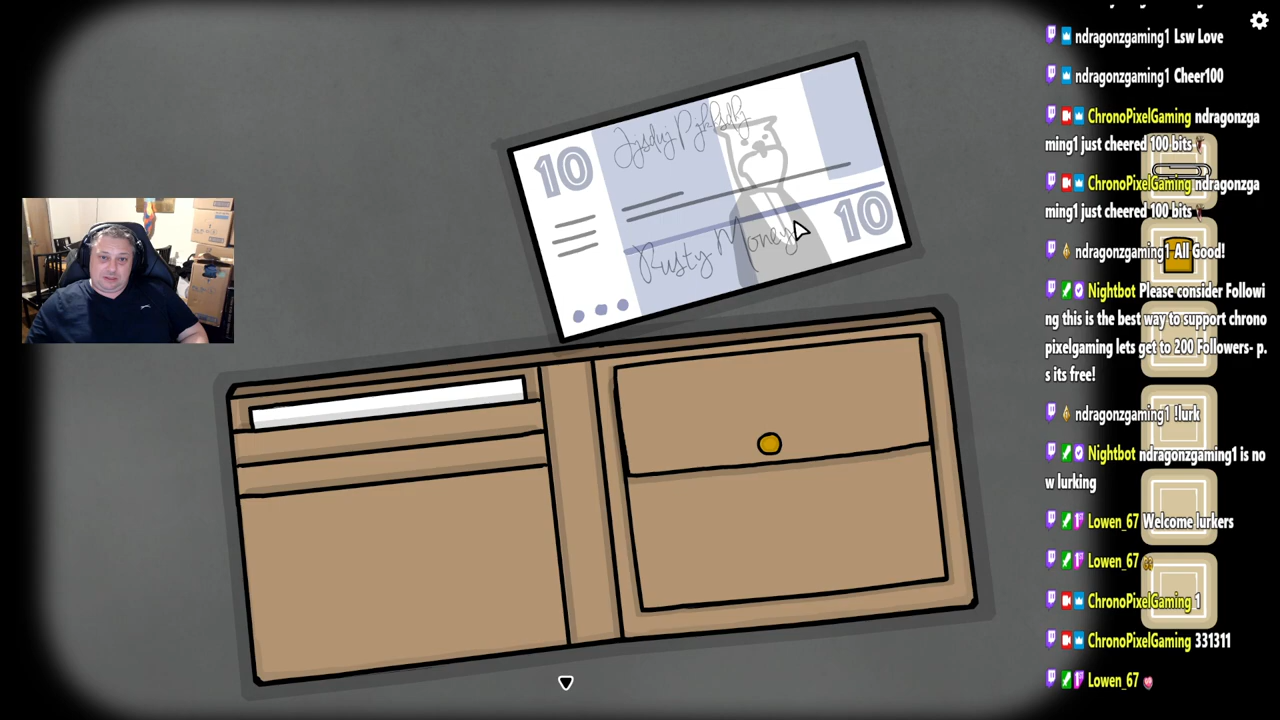 10
Rusty Money
10
ndragonzgaming1 Lsw Love
ndragonzgaming1 Cheer100
ChronoPixelGaming ndragonzga
ming1 just cheered 100 bits
ChronoPixelGaming ndragonzga
ming1 just cheered 100 bits
ndragonzgaming1 All Good!
Nightbot Please consider Followi
ng this is the best way to support chrono
pixelgaming lets get to 200 Followers- p.
s its free!
ndragonzgaming1 !lurk
Nightbot ndragonzgaming1 is no
w lurking
Lowen_67 Welcome lurkers
Lowen_67
ChronoPixelGaming 1
ChronoPixelGaming 331311
Lowen_67